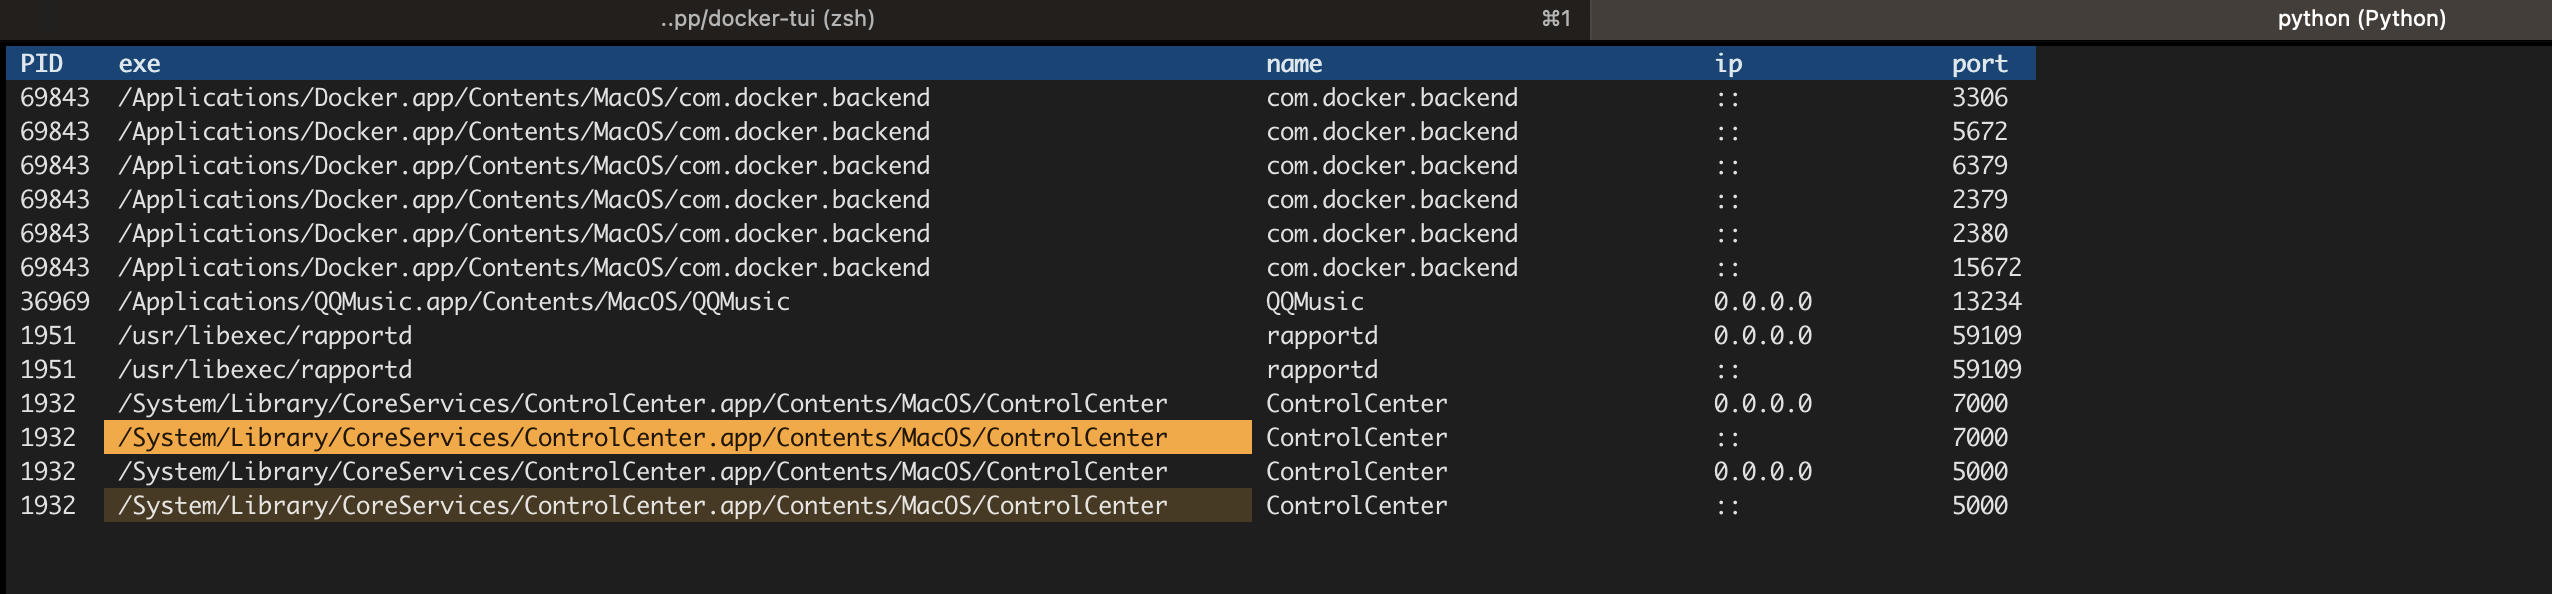 ..pp/docker-tui (zsh) ⌘1 python (Python)
PID exe name ip port
69843 /Applications/Docker.app/Contents/MacOS/com.docker.backend com.docker.backend :: 3306
69843 /Applications/Docker.app/Contents/MacOS/com.docker.backend com.docker.backend :: 5672
69843 /Applications/Docker.app/Contents/MacOS/com.docker.backend com.docker.backend :: 6379
69843 /Applications/Docker.app/Contents/MacOS/com.docker.backend com.docker.backend :: 2379
69843 /Applications/Docker.app/Contents/MacOS/com.docker.backend com.docker.backend :: 2380
69843 /Applications/Docker.app/Contents/MacOS/com.docker.backend com.docker.backend :: 15672
36969 /Applications/QQMusic.app/Contents/MacOS/QQMusic QQMusic 0.0.0.0 13234
1951 /usr/libexec/rapportd rapportd 0.0.0.0 59109
1951 /usr/libexec/rapportd rapportd :: 59109
1932 /System/Library/CoreServices/ControlCenter.app/Contents/MacOS/ControlCenter ControlCenter 0.0.0.0 7000
1932 /System/Library/CoreServices/ControlCenter.app/Contents/MacOS/ControlCenter ControlCenter :: 7000
1932 /System/Library/CoreServices/ControlCenter.app/Contents/MacOS/ControlCenter ControlCenter 0.0.0.0 5000
1932 /System/Library/CoreServices/ControlCenter.app/Contents/MacOS/ControlCenter ControlCenter :: 5000